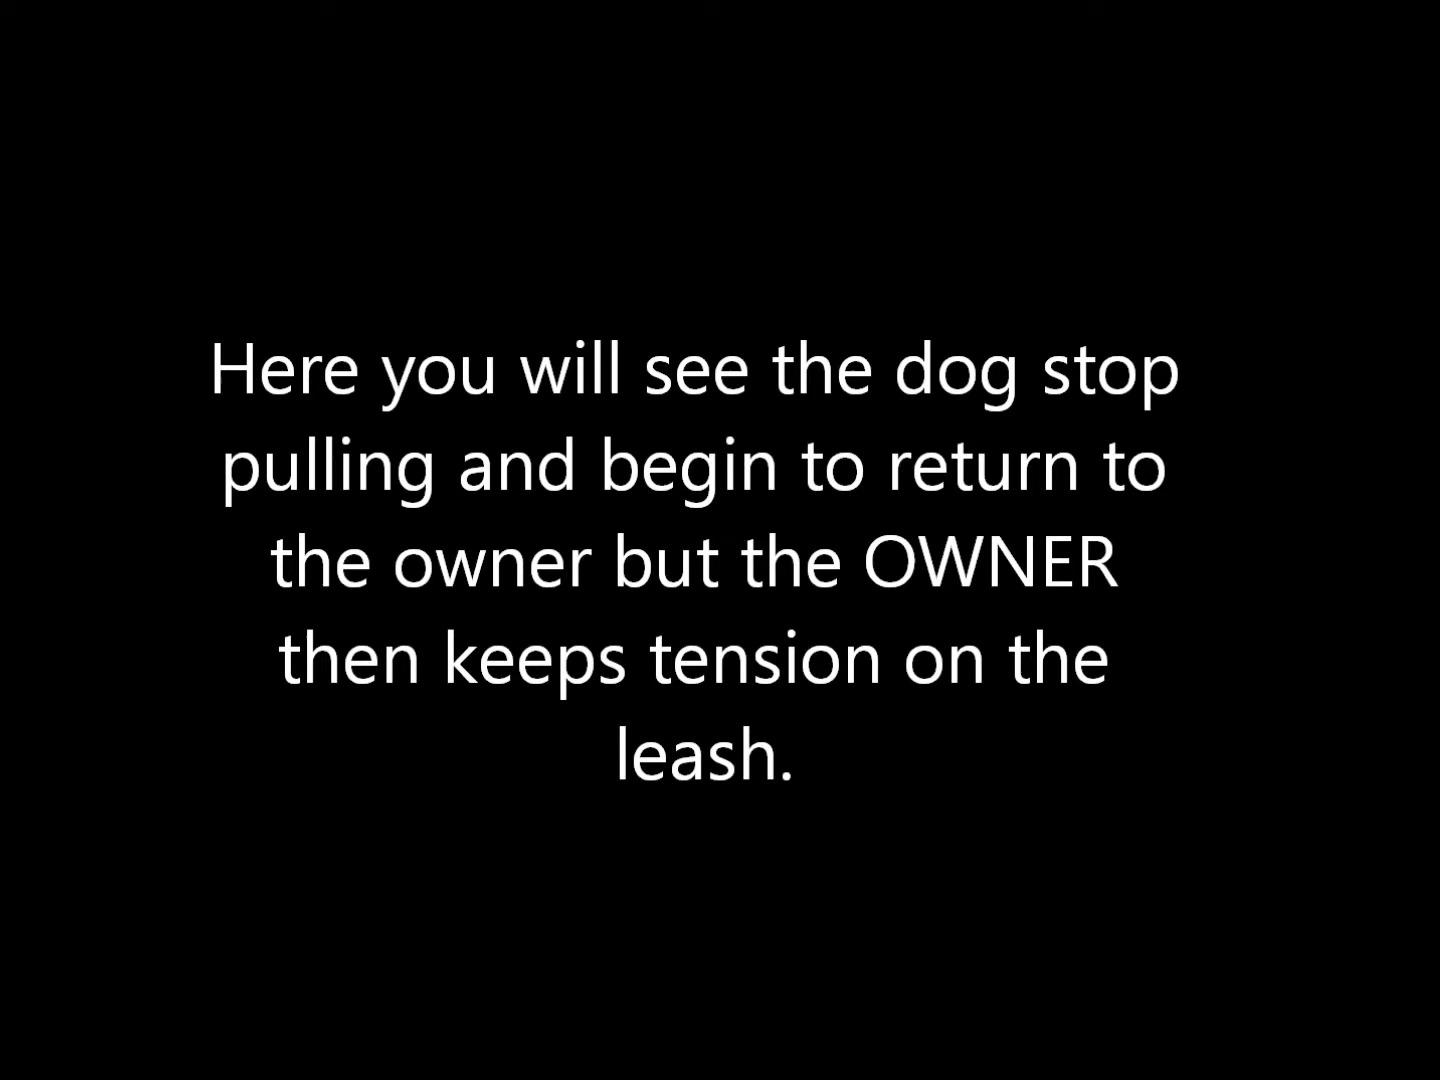 Here you will see the dog stop
pulling and begin to return to
the owner but the OWNER
then keeps tension on the
leash.